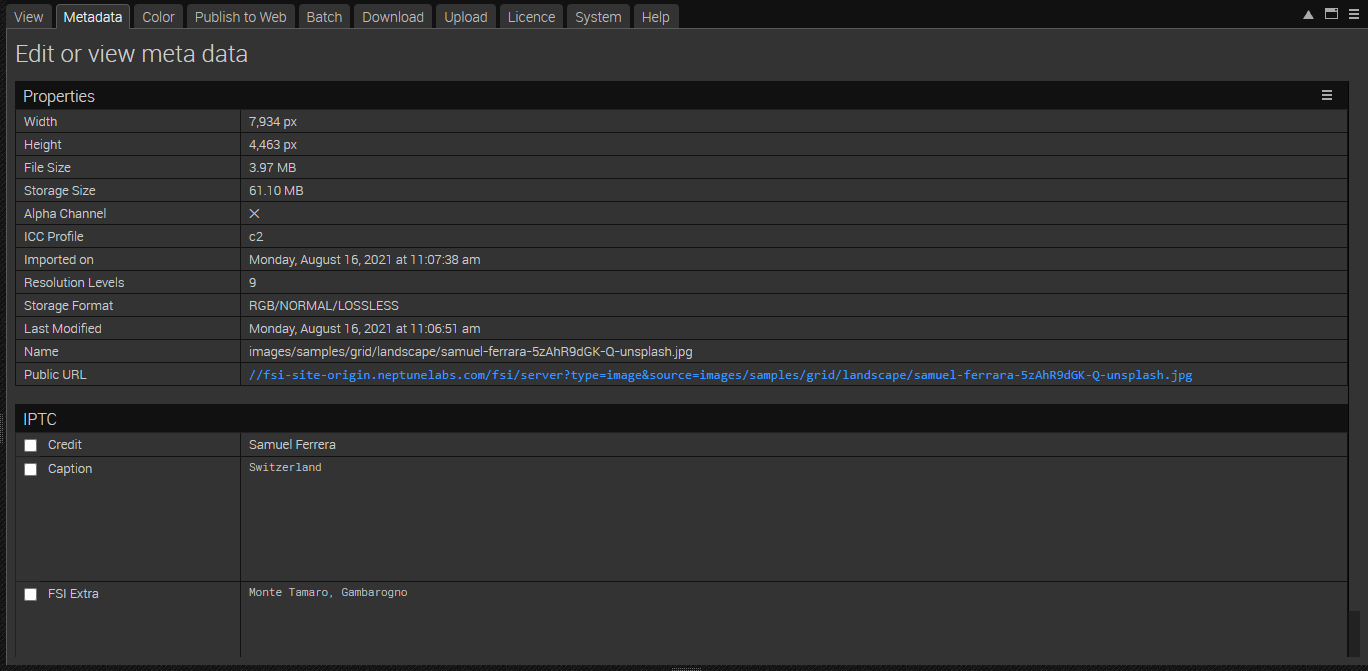 View Metadata Color Publish to Web Batch Download Upload Licence System Help
Edit or view meta data
Properties
Width 7,934 px
Height 4,463 px
File Size 3.97 MB
Storage Size 61.10 MB
Alpha Channel
ICC Profile c2
Imported on Monday, August 16, 2021 at 11:07:38 am
Resolution Levels 9
Storage Format RGB/NORMAL/LOSSLESS
Last Modified Monday, August 16, 2021 at 11:06:51 am
Name images/samples/grid/landscape/samuel-ferrara-5zAhR9dGK-Q-unsplash.jpg
Public URL //fsi-site-origin.neptunelabs.com/fsi/server?type=image&source=images/samples/grid/landscape/samuel-ferrara-5zAhR9dGK-Q-unsplash.jpg
IPTC
Credit Samuel Ferrera
Caption Switzerland
FSI Extra Monte Tamaro, Gambarogno